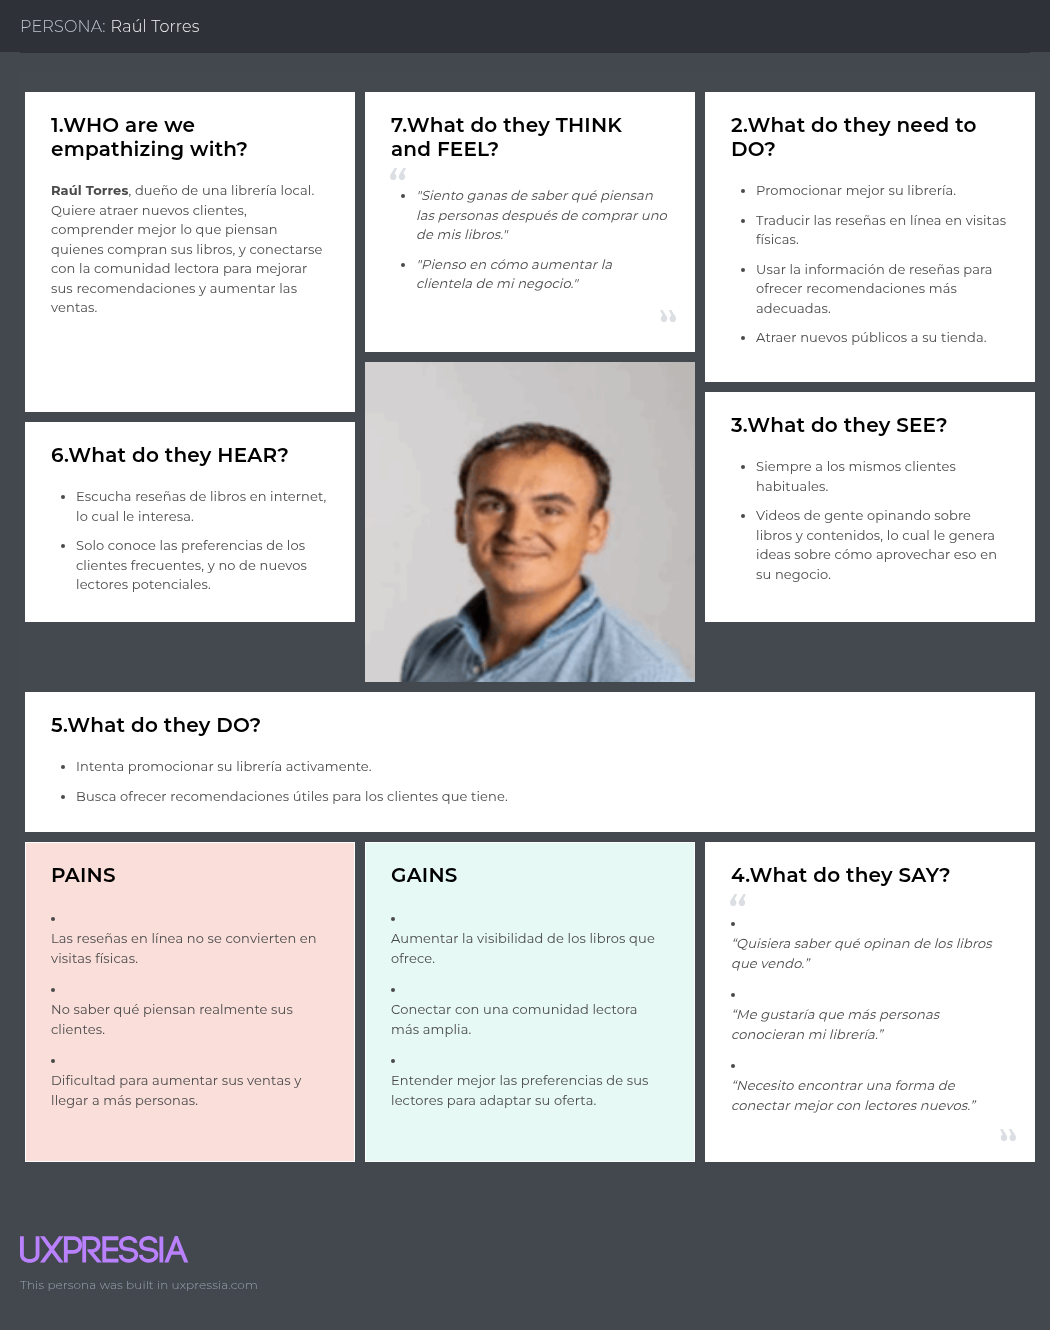 PERSONA: Raúl Torres
1.WHO are we
empathizing with?
Raúl Torres, dueño de una librería local.
Quiere atraer nuevos clientes,
comprender mejor lo que piensan
quienes compran sus libros, y conectarse
con la comunidad lectora para mejorar
sus recomendaciones y aumentar las
ventas.
7.What do they THINK
and FEEL?
“
• "Siento ganas de saber qué piensan
las personas después de comprar uno
de mis libros."
• "Pienso en cómo aumentar la
clientela de mi negocio."
”
2.What do they need to
DO?
• Promocionar mejor su librería.
• Traducir las reseñas en línea en visitas
físicas.
• Usar la información de reseñas para
ofrecer recomendaciones más
adecuadas.
• Atraer nuevos públicos a su tienda.
6.What do they HEAR?
• Escucha reseñas de libros en internet,
lo cual le interesa.
• Solo conoce las preferencias de los
clientes frecuentes, y no de nuevos
lectores potenciales.
3.What do they SEE?
• Siempre a los mismos clientes
habituales.
• Videos de gente opinando sobre
libros y contenidos, lo cual le genera
ideas sobre cómo aprovechar eso en
su negocio.
5.What do they DO?
• Intenta promocionar su librería activamente.
• Busca ofrecer recomendaciones útiles para los clientes que tiene.
PAINS
•
Las reseñas en línea no se convierten en
visitas físicas.
•
No saber qué piensan realmente sus
clientes.
•
Dificultad para aumentar sus ventas y
llegar a más personas.
GAINS
•
Aumentar la visibilidad de los libros que
ofrece.
•
Conectar con una comunidad lectora
más amplia.
•
Entender mejor las preferencias de sus
lectores para adaptar su oferta.
4.What do they SAY?
“
•
“Quisiera saber qué opinan de los libros
que vendo.”
•
“Me gustaría que más personas
conocieran mi librería.”
•
“Necesito encontrar una forma de
conectar mejor con lectores nuevos.”
”
UXPRESSIA
This persona was built in uxpressia.com